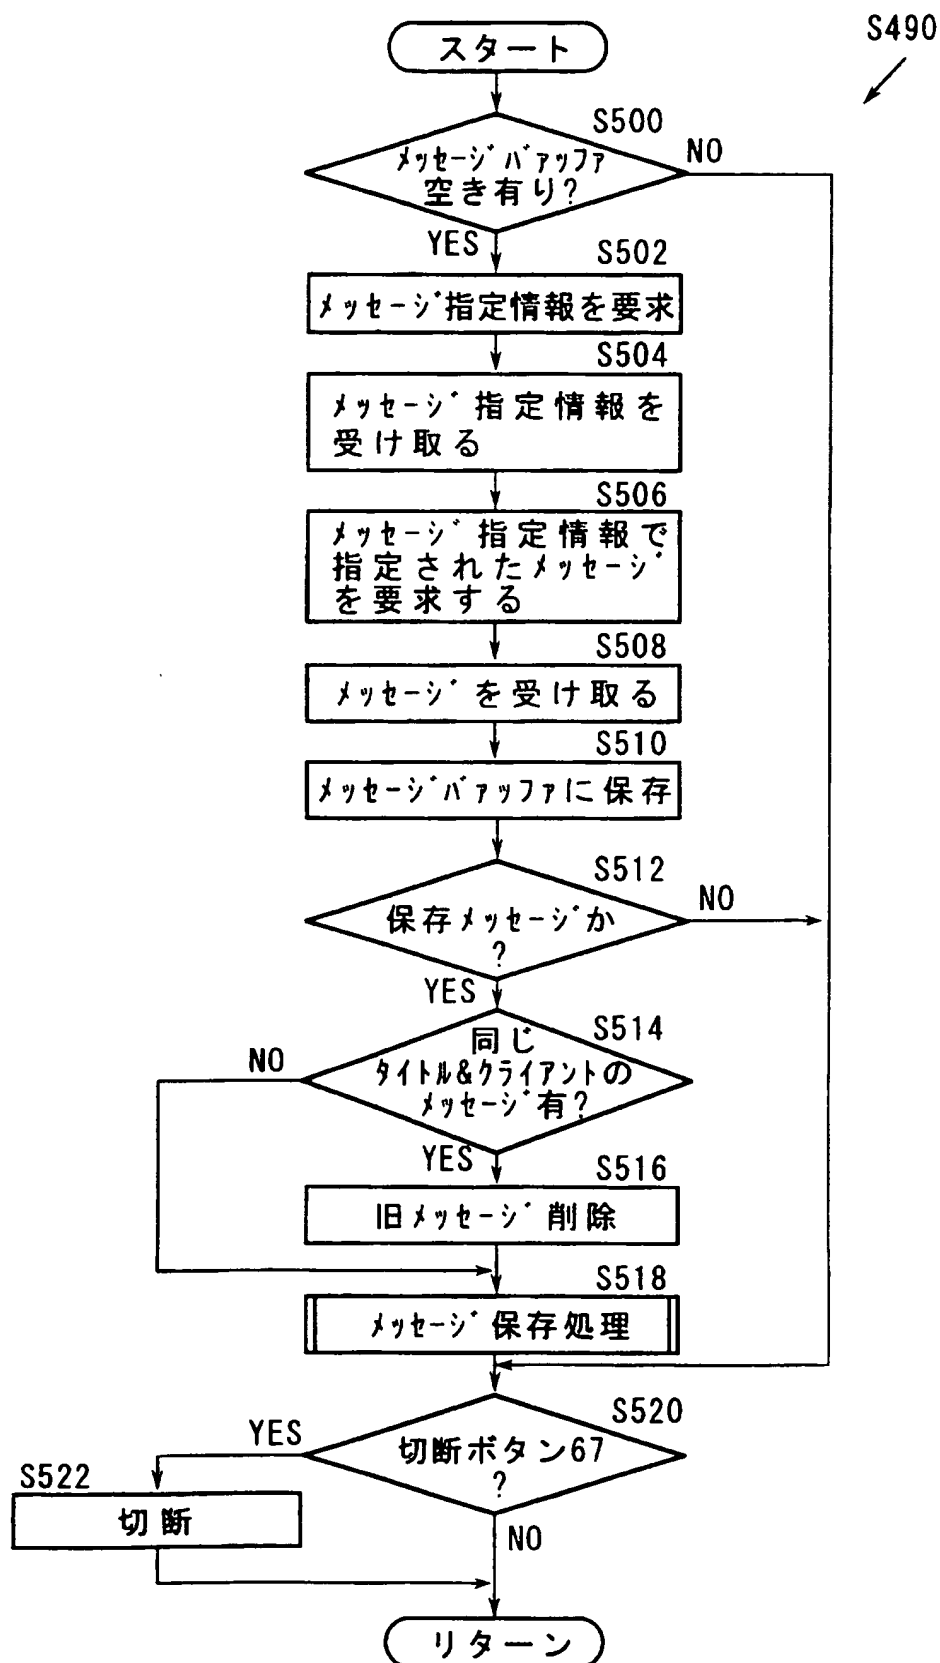 S490
スタート
S500
メッセージバァッファ
空き有り?
NO
YES
S502
メッセージ指定情報を要求
S504
メッセージ指定情報を
受け取る
S506
メッセージ指定情報で
指定されたメッセージ
を要求する
S508
メッセージを受け取る
S510
メッセージバァッファに保存
S512
保存メッセージか
?
NO
YES
S514
同じ
タイトル&クライアントの
メッセージ有?
NO
YES
S516
旧メッセージ削除
S518
メッセージ保存処理
S520
切断ボタン67
?
YES
S522
切断
NO
リターン